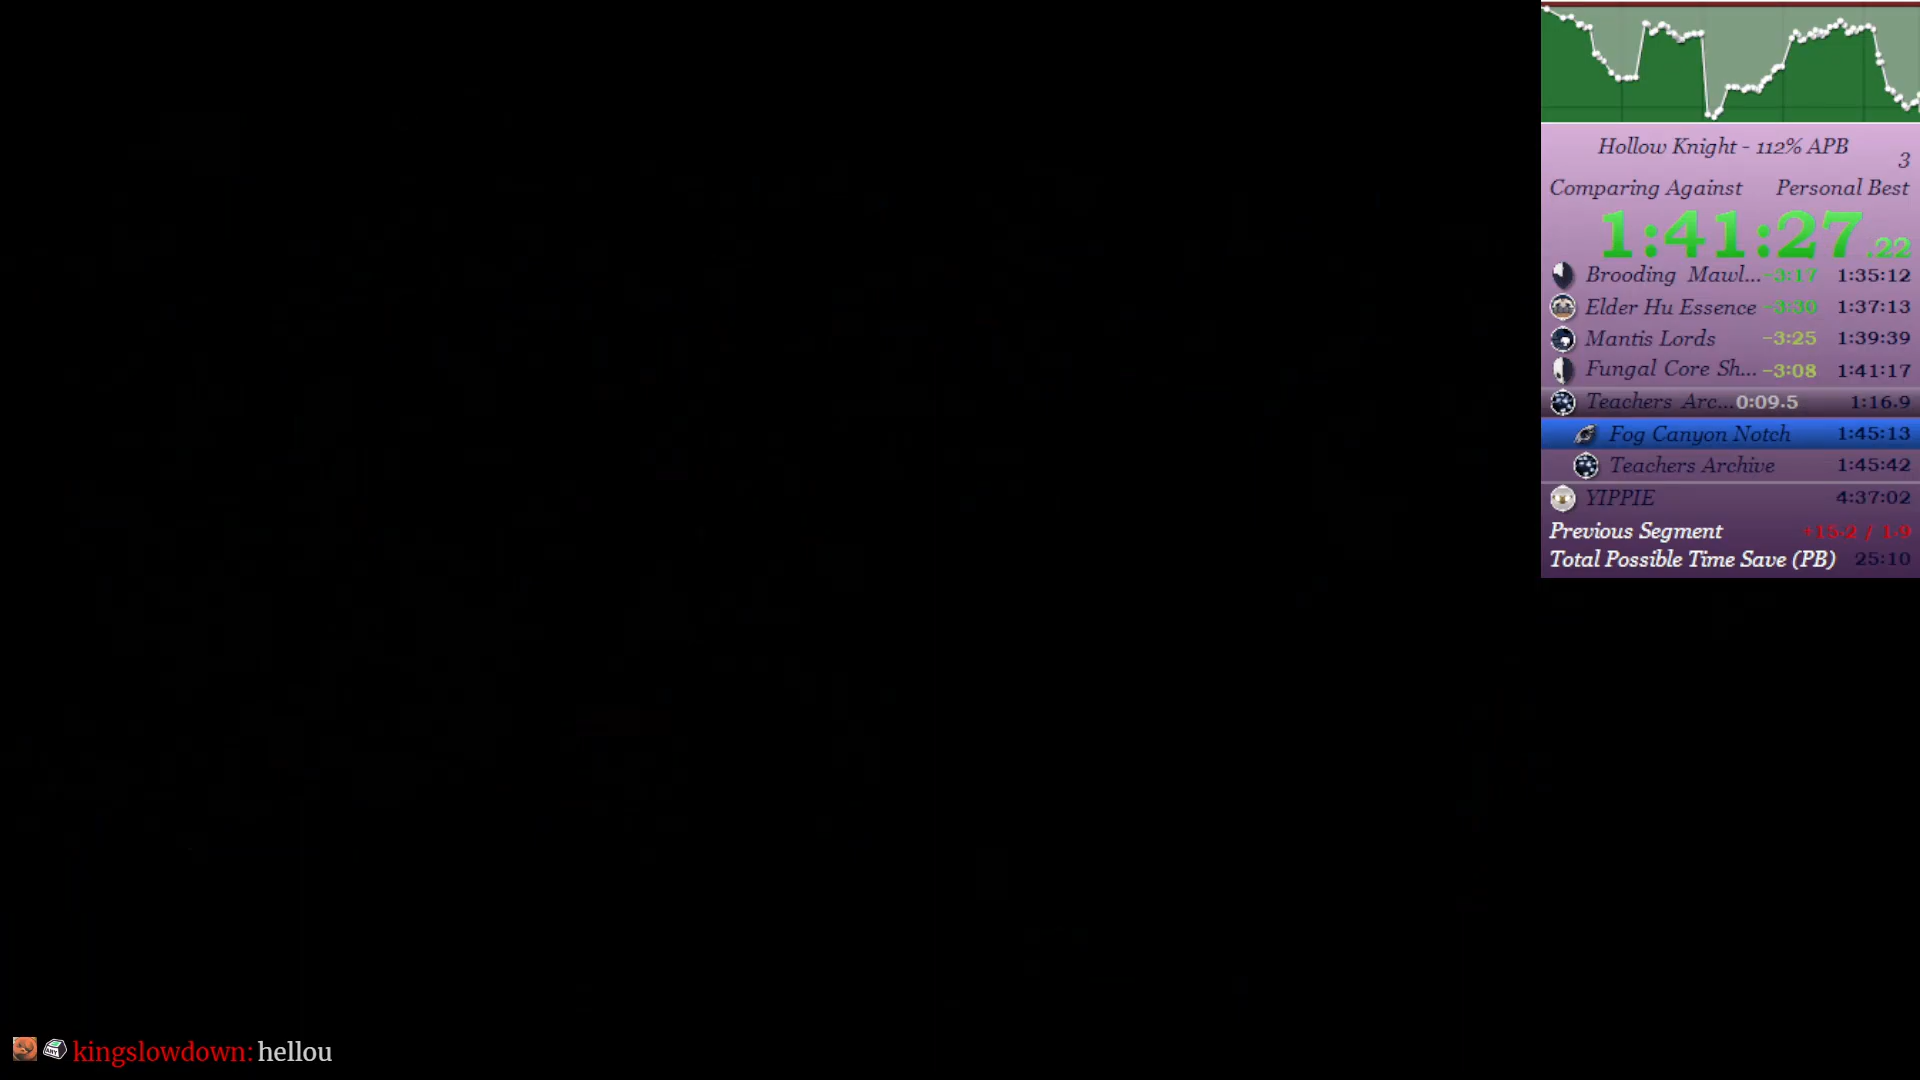 Hollow Knight - 112% APB
3
Comparing Against Personal Best
1:41:27.22
Brooding Mawl... -3:17 1:35:12
Elder Hu Essence -3:30 1:37:13
Mantis Lords -3:25 1:39:39
Fungal Core Sh... -3:08 1:41:17
Teachers Arc... 0:09.5 1:16.9
Fog Canyon Notch 1:45:13
Teachers Archive 1:45:42
YIPPIE 4:37:02
Previous Segment +15.2 / 1.9
Total Possible Time Save (PB) 25:10
kingslowdown: hellou